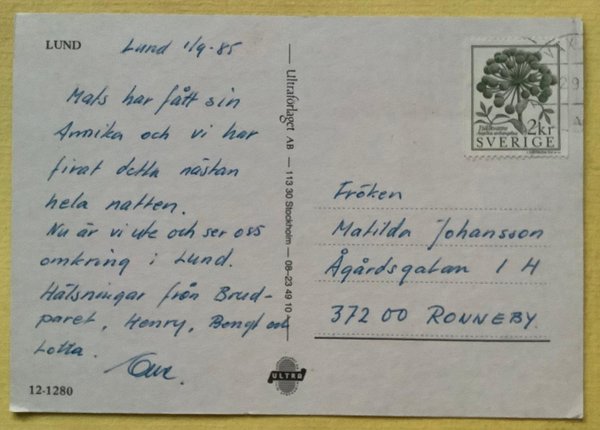 LUND
Lund 1/9-85
Mats har fått sin
Annika och vi har
firat detta nästan
hela natten.
Nu är vi ute och ser oss
omkring i Lund.
Hälsningar från Brud-
paret, Henry, Bengt och
Lotta.
12-1280
Ultraförlaget AB — 113 30 Stockholm — 08-23 49 10
ULTRA
2 kr
SVERIGE
Fröken
Matilda Johansson
Ågårdsgatan 1 H
372 00 RONNEBY.